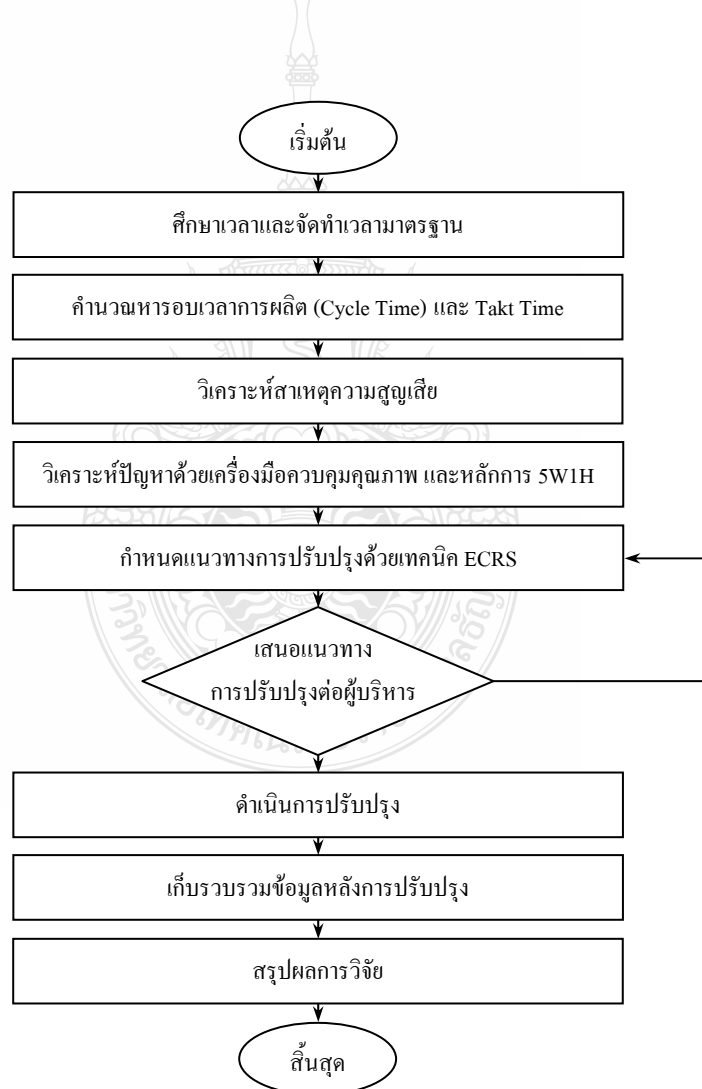 เริ่มต้น
ศึกษาเวลาและจัดทำเวลามาตรฐาน
คำนวณหารอบเวลาการผลิต (Cycle Time) และ Takt Time
วิเคราะห์สาเหตุความสูญเสีย
วิเคราะห์ปัญหาด้วยเครื่องมือควบคุมคุณภาพ และหลักการ 5W1H
กำหนดแนวทางการปรับปรุงด้วยเทคนิค ECRS
เสนอแนวทาง
การปรับปรุงต่อผู้บริหาร
ดำเนินการปรับปรุง
เก็บรวบรวมข้อมูลหลังการปรับปรุง
สรุปผลการวิจัย
สิ้นสุด